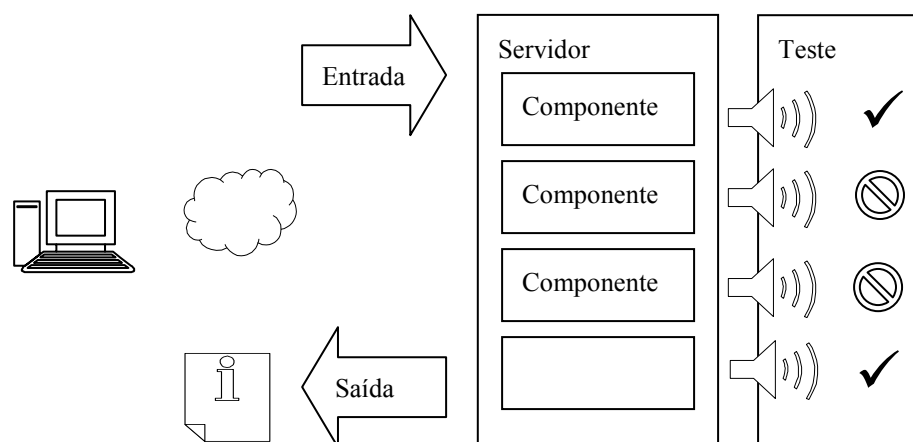 Entrada
Servidor
Teste
Componente
Componente
Componente
Saída
i